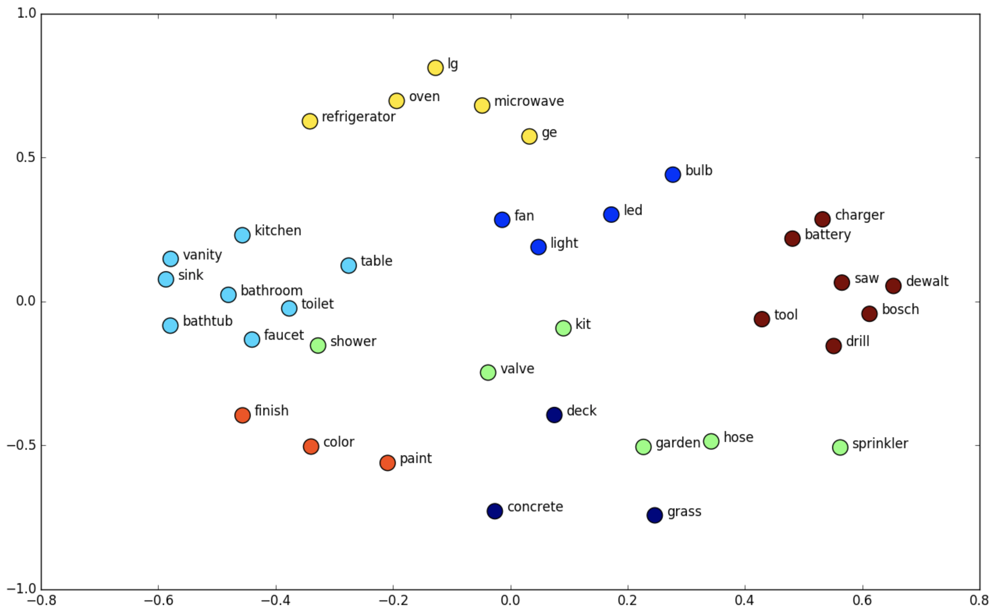 1.0
lg
oven
microwave
refrigerator
ge
0.5
bulb
led
fan
charger
kitchen
battery
light
vanity
table
sink
saw
dewalt
bathroom
0.0
toilet
bosch
tool
bathtub
kit
faucet
shower
drill
valve
finish
deck
hose
color
garden
sprinkler
−0.5
paint
concrete
grass
−1.0
−0.8 −0.6 −0.4 −0.2 0.0 0.2 0.4 0.6 0.8